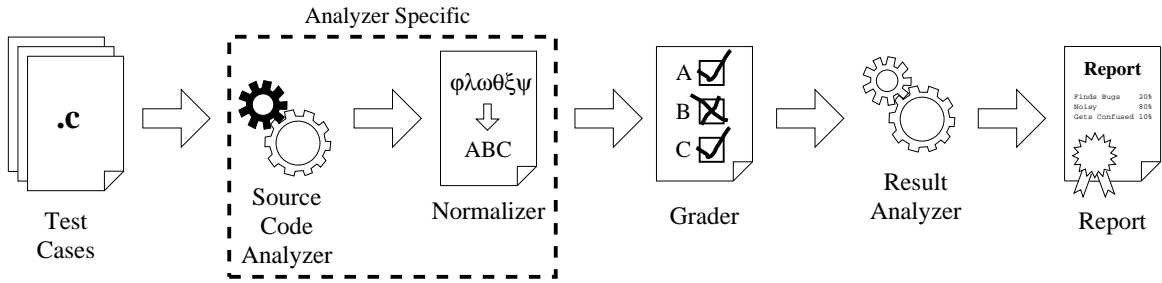 Analyzer Specific
.c
Test
Cases
Source
Code
Analyzer
φλωθξψ
ABC
Normalizer
A
B
C
Grader
Result
Analyzer
Report
Finds Bugs 20%
Noisy 80%
Gets Confused 10%
Report